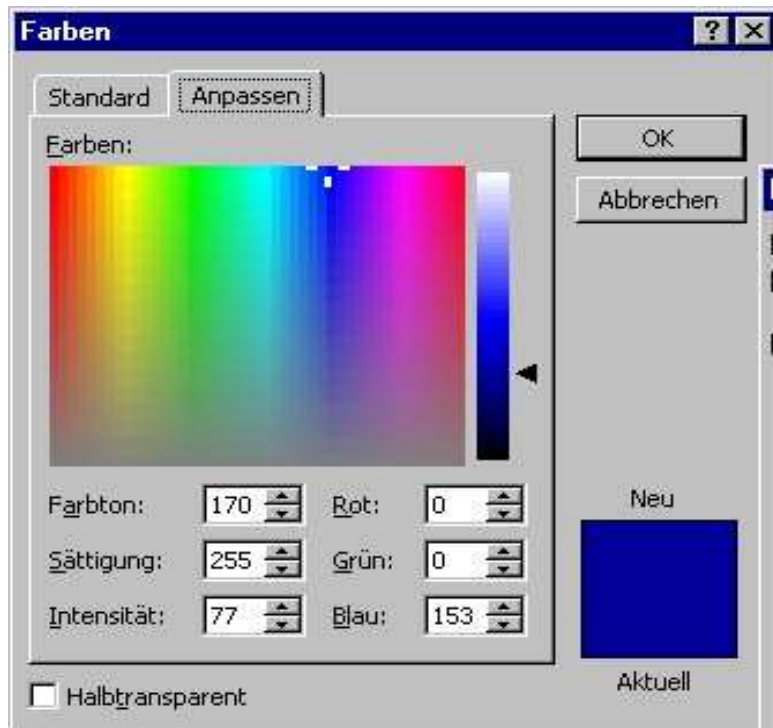 Farben
Standard Anpassen
Farben:
OK
Abbrechen
Farbton: 170 Rot: 0
Sättigung: 255 Grün: 0
Intensität: 77 Blau: 153
Neu
Aktuell
Halbtransparent